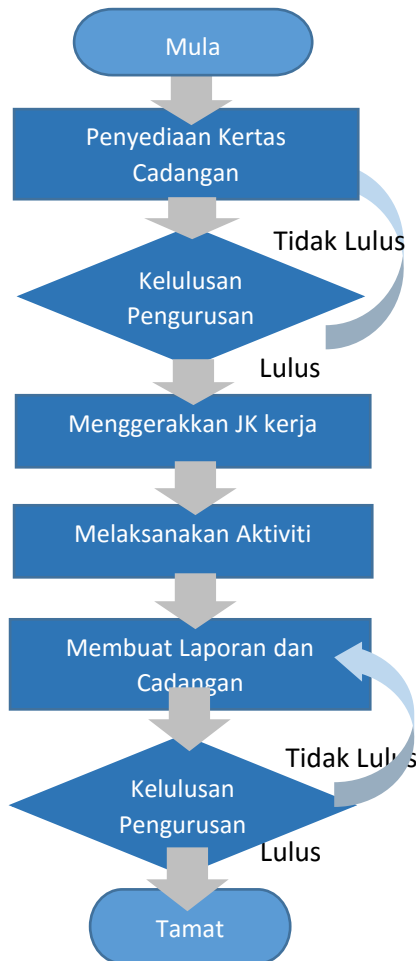 Mula
Penyediaan Kertas
Cadangan
Tidak Lulus
Kelulusan
Pengurusan
Lulus
Menggerakkan JK kerja
Melaksanakan Aktiviti
Membuat Laporan dan
Cadangan
Tidak Lulus
Kelulusan
Pengurusan
Lulus
Tamat